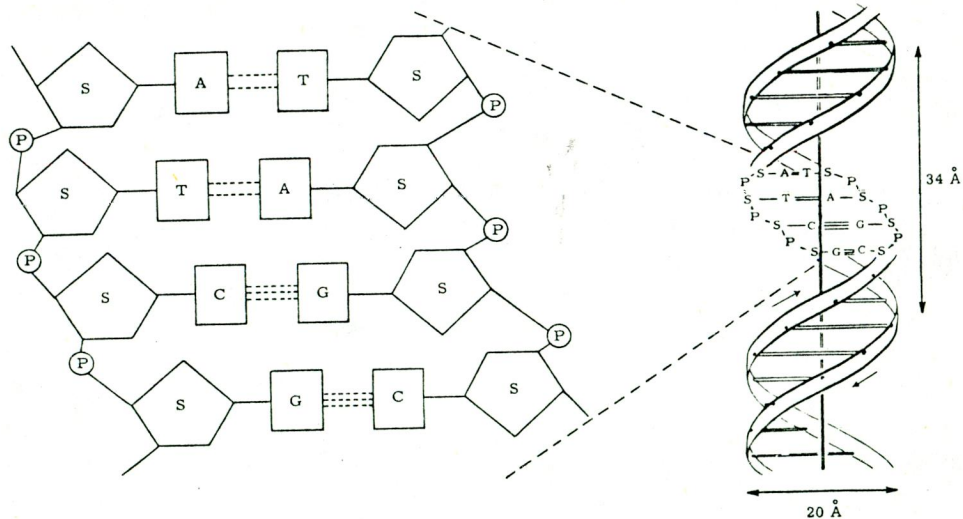 S A T S
P P
S T A S
P P
S C G S
P P
S G C S
P S A T S P
S T A S P
P S C G S
P S G C S P
34 Å
20 Å